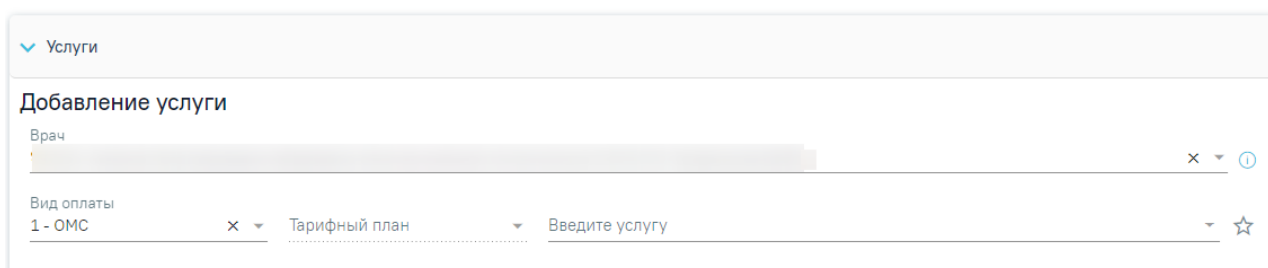 Услуги
Добавление услуги
Врач
Вид оплаты
1 - ОМС Тарифный план Введите услугу